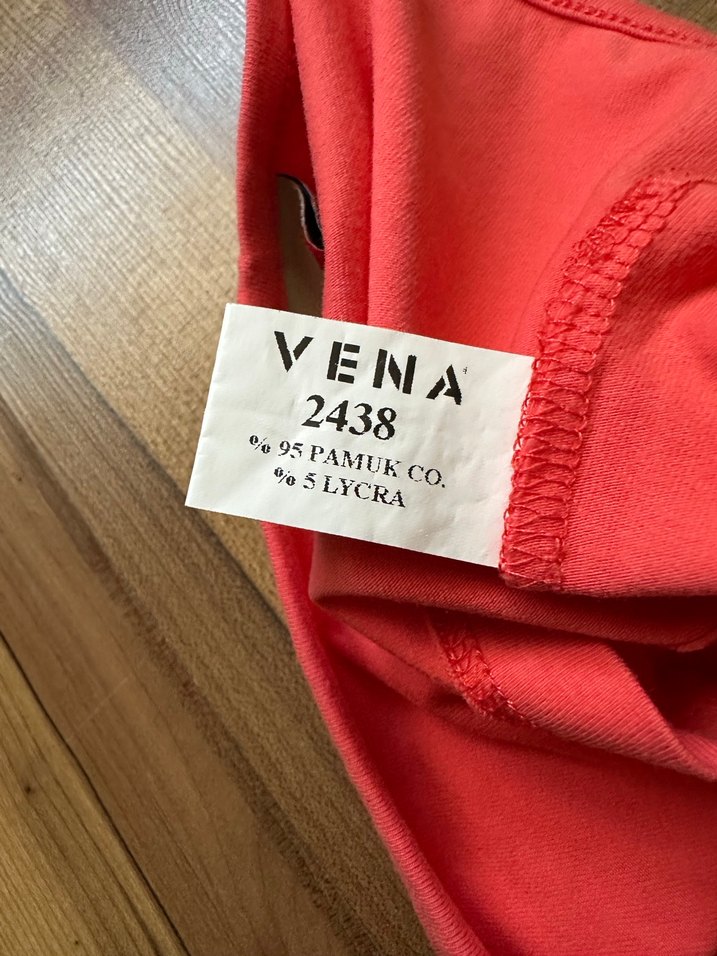 VENA
2438
% 95 PAMUK CO.
% 5 LYCRA